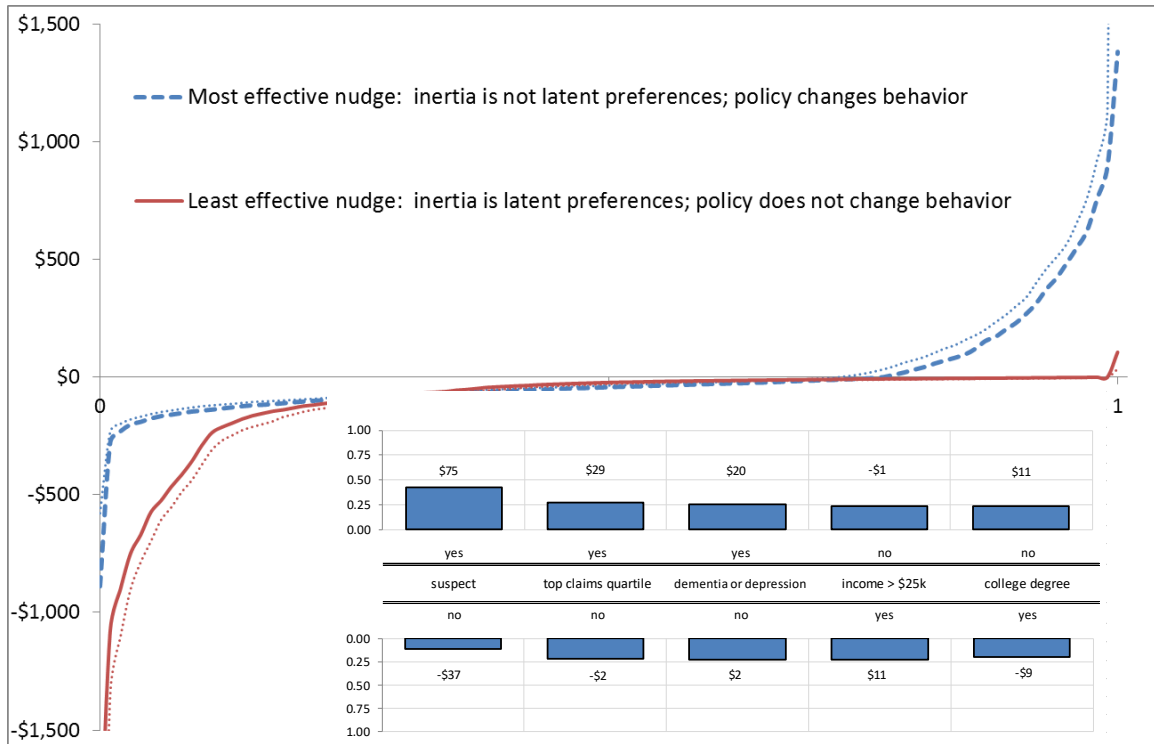 $1,500
Most effective nudge: inertia is not latent preferences; policy changes behavior
$1,000
Least effective nudge: inertia is latent preferences; policy does not change behavior
$500
$0
0 1
-$500
-$1,000
-$1,500
1.00
0.75
0.50
0.25
0.00
$75 $29 $20 -$1 $11
yes yes yes no no
suspect top claims quartile dementia or depression income > $25k college degree
no no no yes yes
0.00
0.25
0.50
0.75
1.00
-$37 -$2 $2 $11 -$9